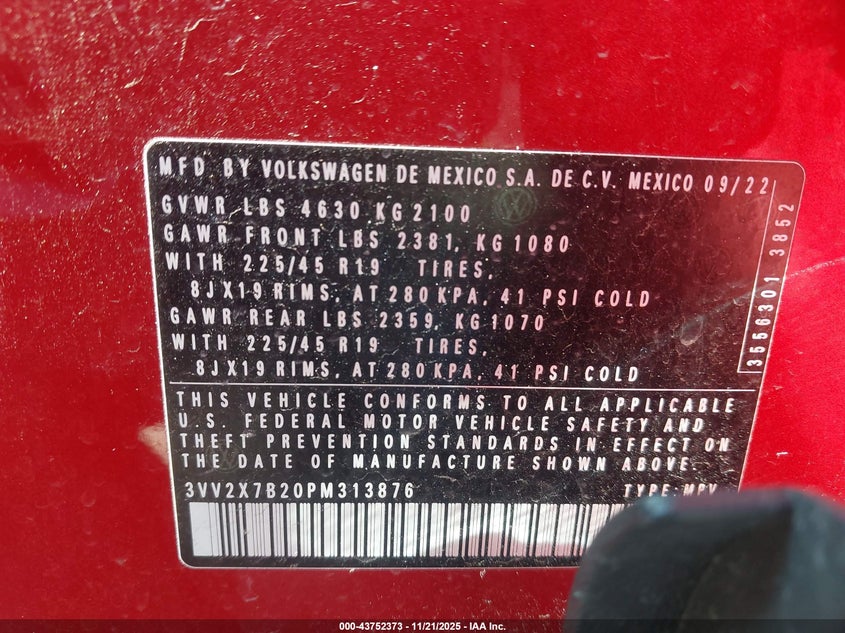 MFD. BY VOLKSWAGEN DE MEXICO S.A. DE C.V. MEXICO 09/22
GVWR LBS 4630 KG 2100
GAWR FRONT LBS 2381, KG 1080
WITH 225/45 R19 TIRES,
8JX19 RIMS, AT 280 KPA, 41 PSI COLD
GAWR REAR LBS 2359, KG 1070
WITH 225/45 R19 TIRES,
8JX19 RIMS, AT 280 KPA, 41 PSI COLD
3556301 3852
THIS VEHICLE CONFORMS TO ALL APPLICABLE
U.S. FEDERAL MOTOR VEHICLE SAFETY AND
THEFT PREVENTION STANDARDS IN EFFECT ON
THE DATE OF MANUFACTURE SHOWN ABOVE.
3VV2X7B20PM313876 TYPE: MPV
000-43752373 - 11/21/2025 - IAA Inc.